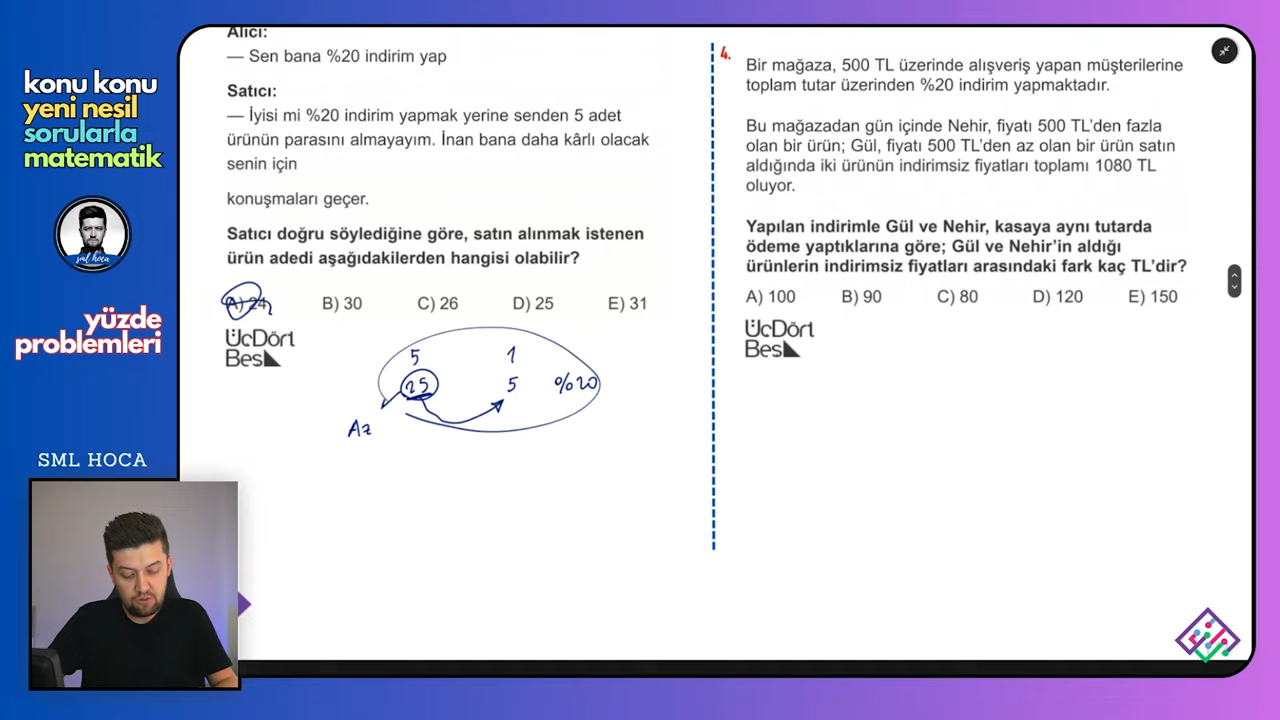 konu konu
yeni nesil
sorularla
matematik
sml hoca
yüzde
problemleri
SML HOCA
Alıcı:
— Sen bana %20 indirim yap
Satıcı:
— İyisi mi %20 indirim yapmak yerine senden 5 adet
ürünün parasını almayayım. İnan bana daha kârlı olacak
senin için
konuşmaları geçer.
Satıcı doğru söylediğine göre, satın alınmak istenen
ürün adedi aşağıdakilerden hangisi olabilir?
A) 24 B) 30 C) 26 D) 25 E) 31
ÜçDört
Beş
5 1
25 5 %20
Az
4.
Bir mağaza, 500 TL üzerinde alışveriş yapan müşterilerine
toplam tutar üzerinden %20 indirim yapmaktadır.
Bu mağazadan gün içinde Nehir, fiyatı 500 TL'den fazla
olan bir ürün; Gül, fiyatı 500 TL'den az olan bir ürün satın
aldığında iki ürünün indirimsiz fiyatları toplamı 1080 TL
oluyor.
Yapılan indirimle Gül ve Nehir, kasaya aynı tutarda
ödeme yaptıklarına göre; Gül ve Nehir'in aldığı
ürünlerin indirimsiz fiyatları arasındaki fark kaç TL'dir?
A) 100 B) 90 C) 80 D) 120 E) 150
ÜçDört
Beş